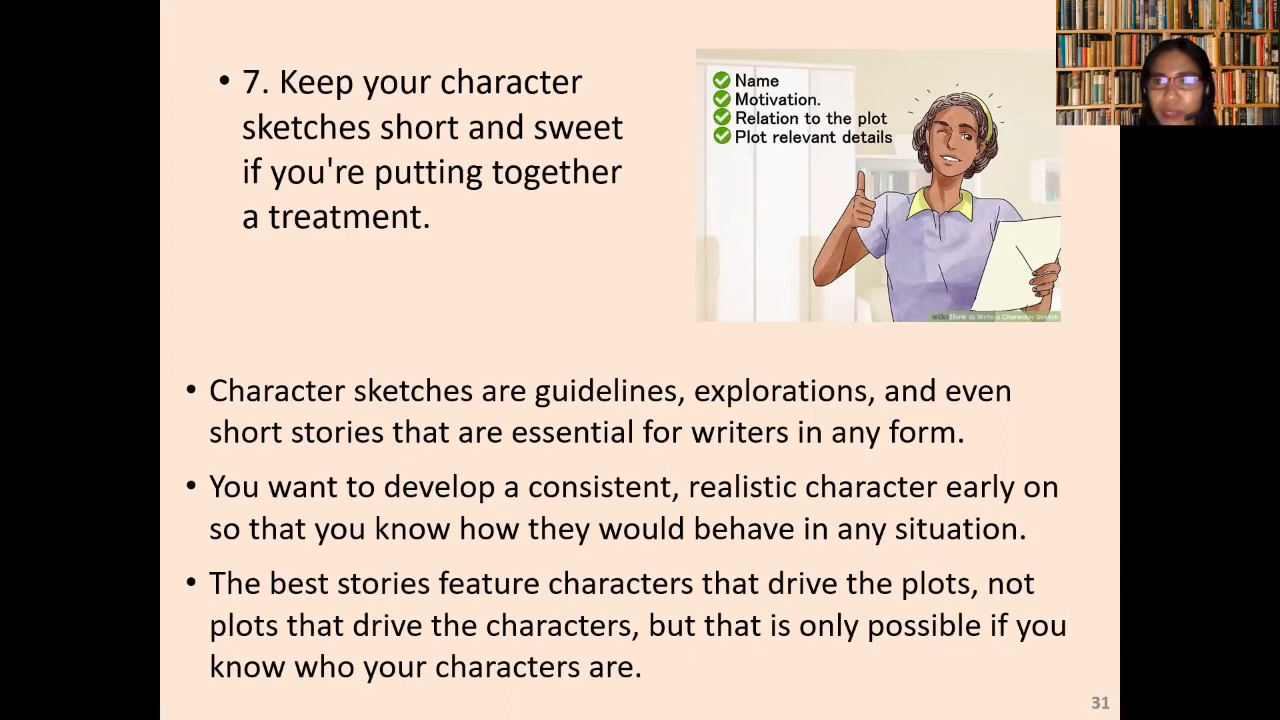 • 7. Keep your character
sketches short and sweet
if you're putting together
a treatment.
Name
Motivation.
Relation to the plot
Plot relevant details
wikiHow to Write a Character Sketch
• Character sketches are guidelines, explorations, and even
short stories that are essential for writers in any form.
• You want to develop a consistent, realistic character early on
so that you know how they would behave in any situation.
• The best stories feature characters that drive the plots, not
plots that drive the characters, but that is only possible if you
know who your characters are.
31